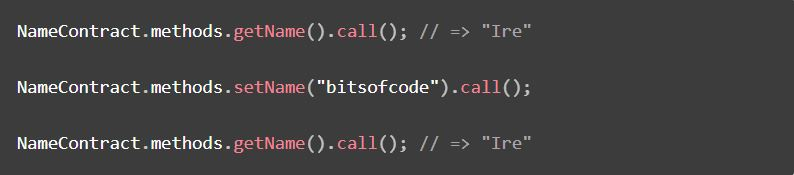 NameContract.methods.getName().call(); // => "Ire"
NameContract.methods.setName("bitsofcode").call();
NameContract.methods.getName().call(); // => "Ire"